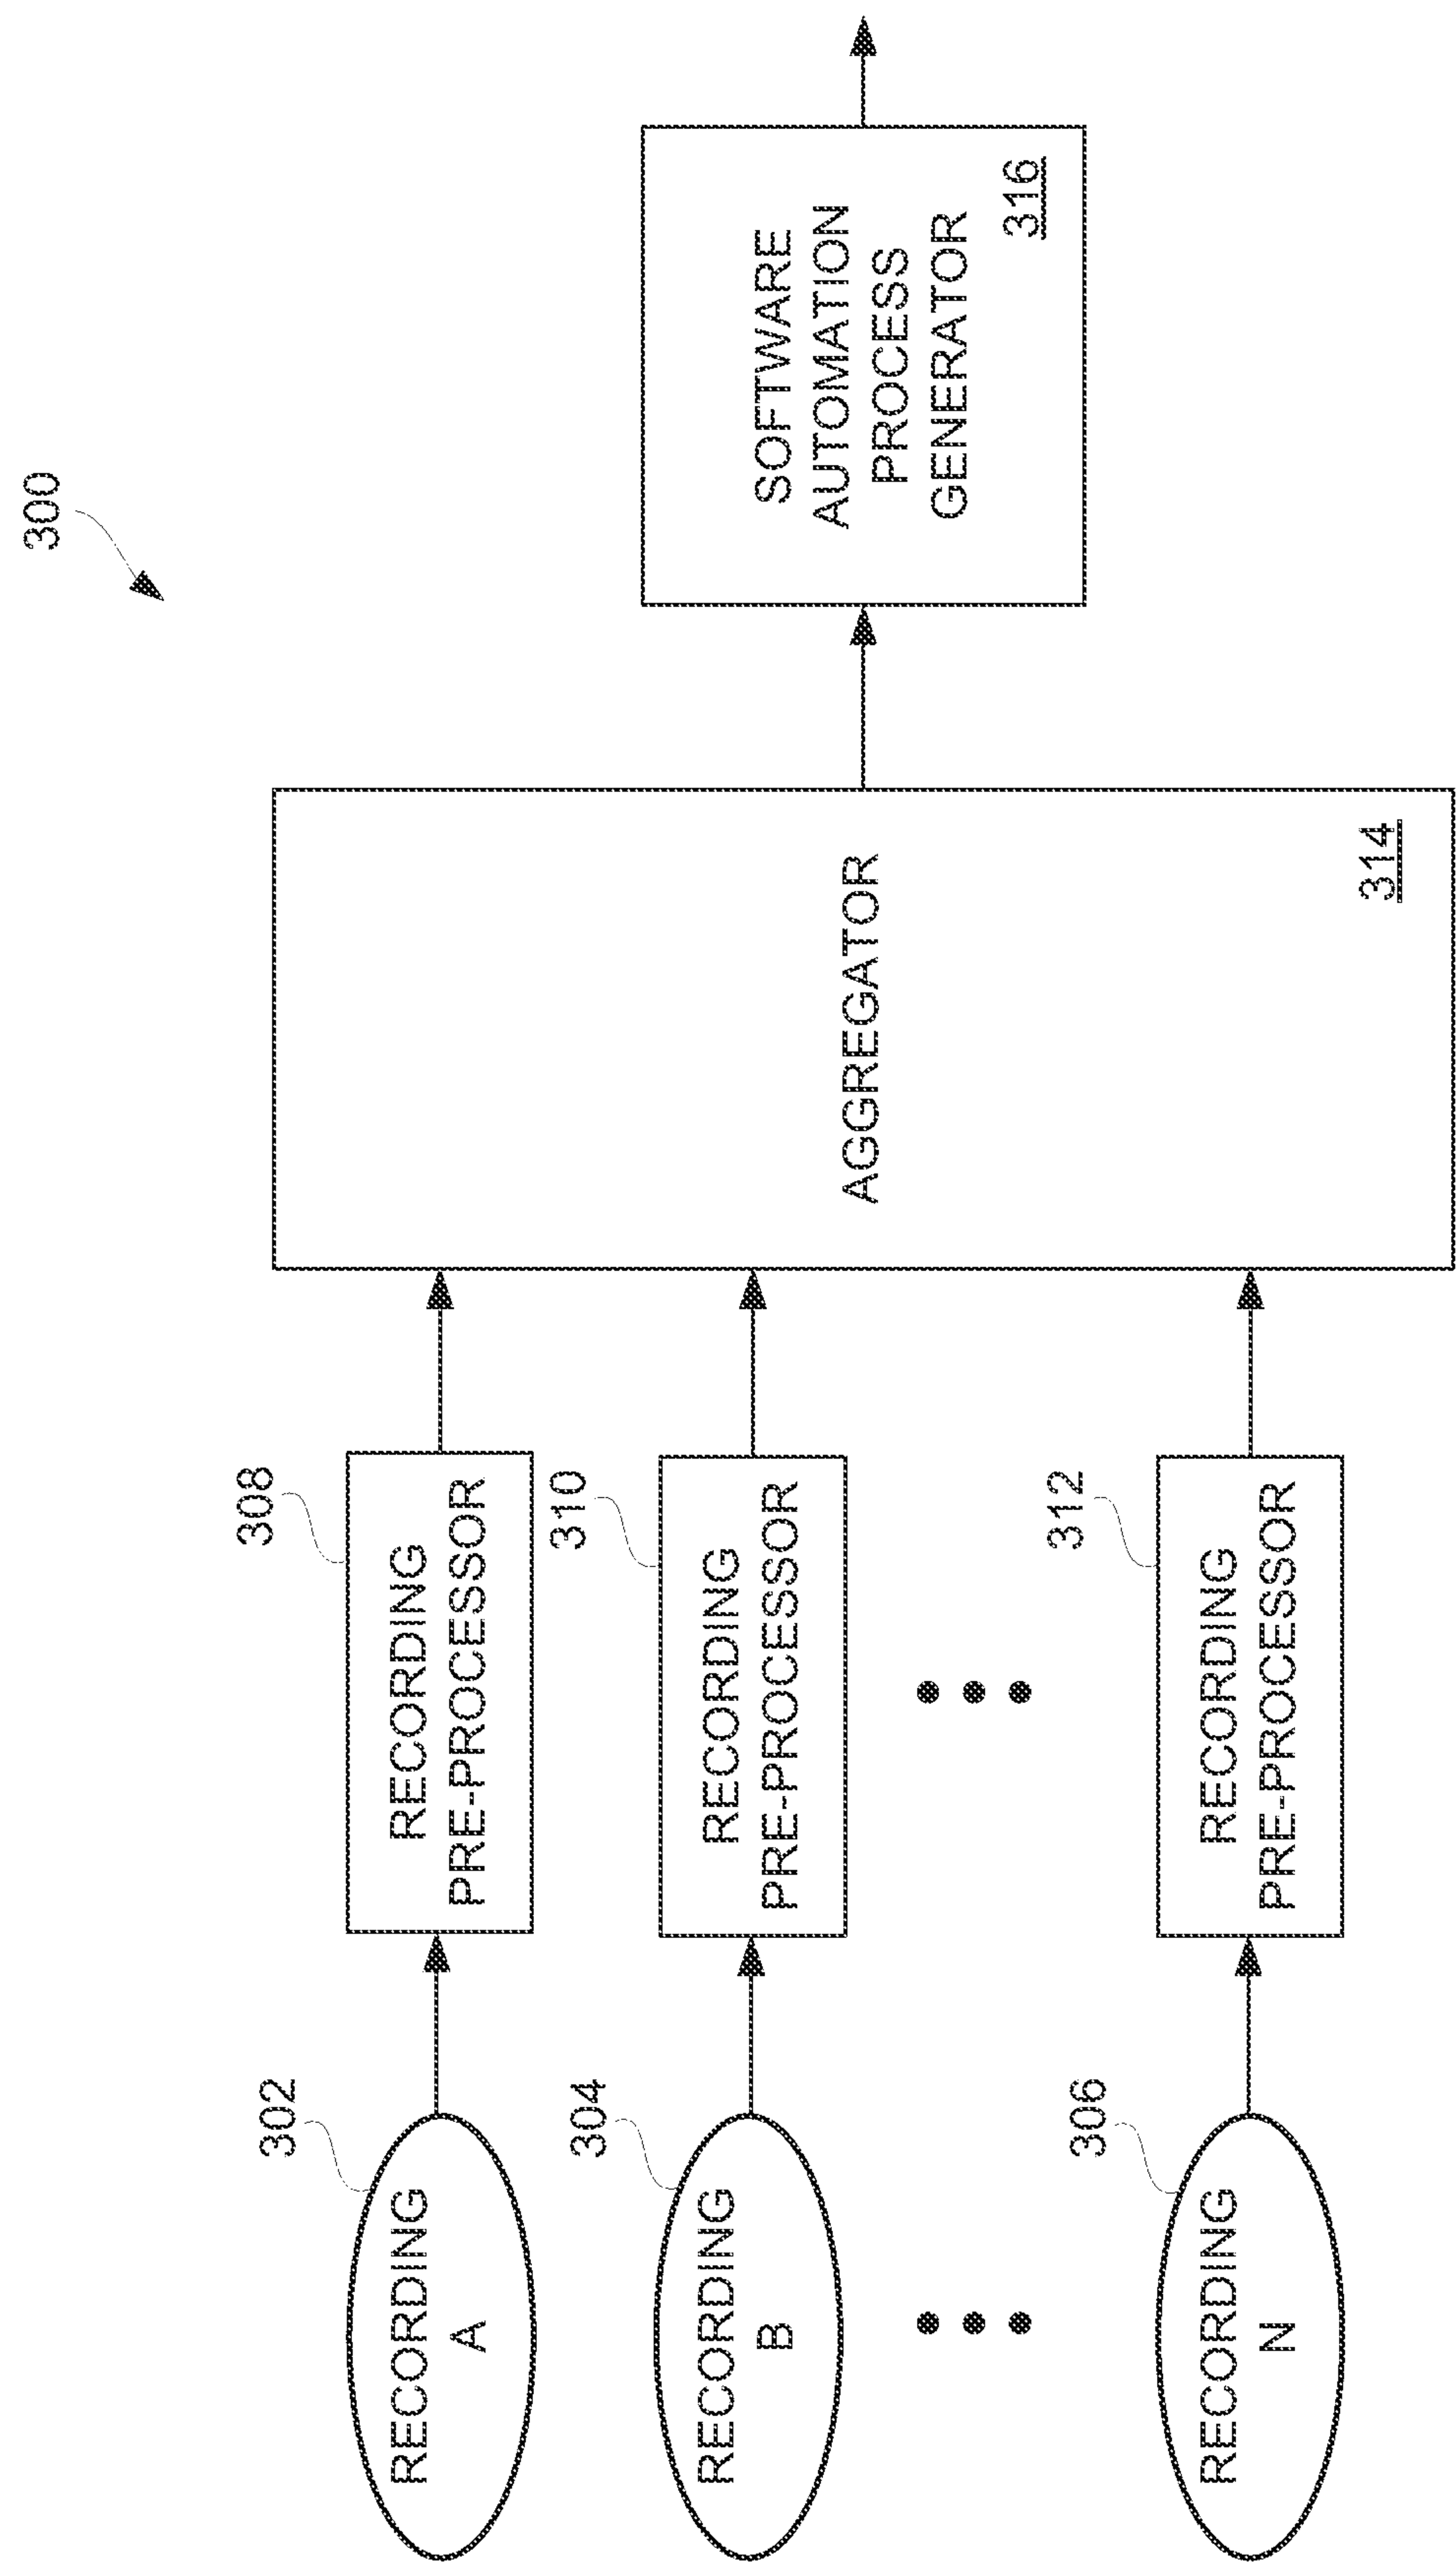 300
302
RECORDING
A
308
RECORDING
PRE-PROCESSOR
304
RECORDING
B
310
RECORDING
PRE-PROCESSOR
306
RECORDING
N
312
RECORDING
PRE-PROCESSOR
AGGREGATOR
314
SOFTWARE
AUTOMATION
PROCESS
GENERATOR
316